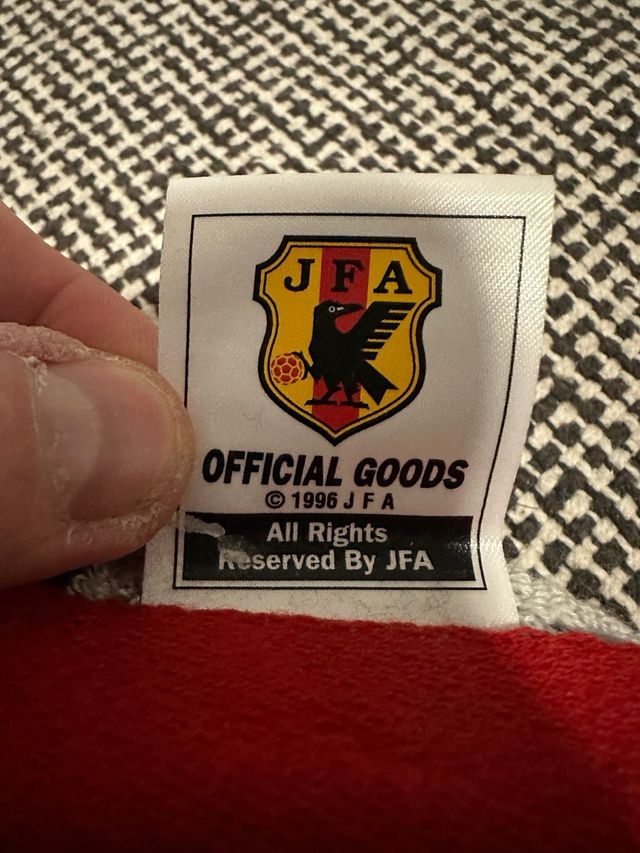 JFA
OFFICIAL GOODS
© 1996 J F A
All Rights
Reserved By JFA